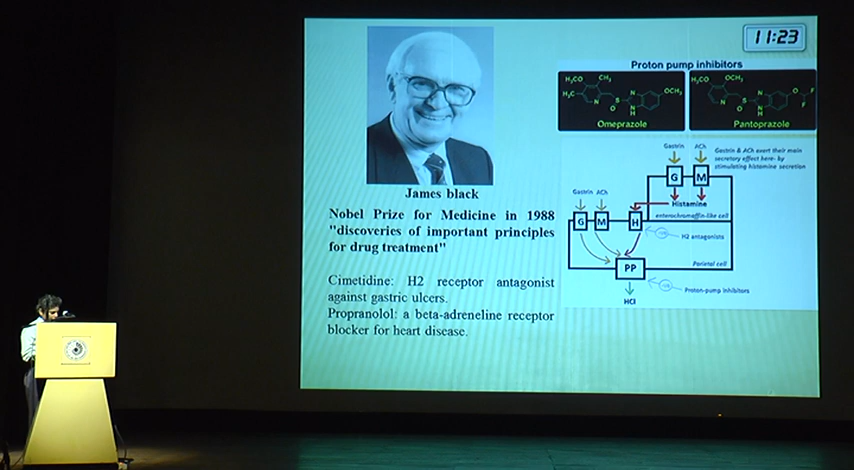 11:23
James black
Nobel Prize for Medicine in 1988
"discoveries of important principles
for drug treatment"
Cimetidine: H2 receptor antagonist
against gastric ulcers.
Propranolol: a beta-adreneline receptor
blocker for heart disease.
Proton pump inhibitors
H₃CO CH₃
H₃C N S O N N H OCH₃
Omeprazole
H₃CO OCH₃
N S O N N H O F F
Pantoprazole
Gastrin ACh
Gastrin & ACh exert their main
secretory effect here- by
stimulating histamine secretion
G M
Histamine
enterochromaffin-like cell
Gastrin ACh
G M H
H2 antagonists
Parietal cell
PP
Proton-pump inhibitors
HCl